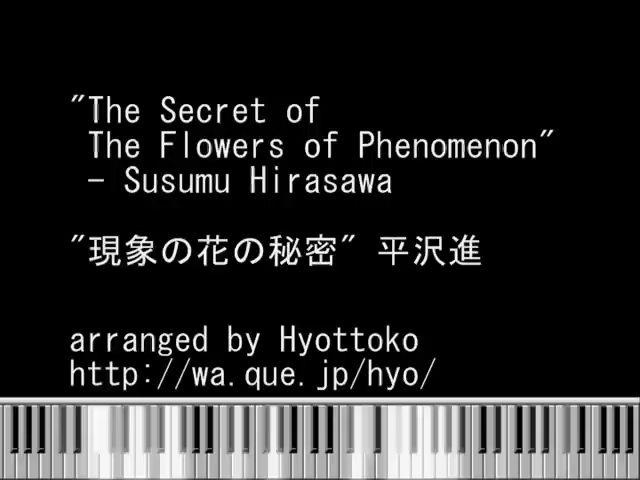 "The Secret of
The Flowers of Phenomenon"
- Susumu Hirasawa
"現象の花の秘密" 平沢進
arranged by Hyottoko
http://wa.que.jp/hyo/